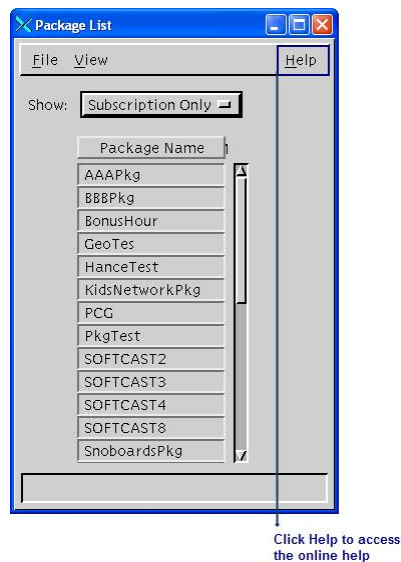 Package List
File View Help
Show: Subscription Only
Package Name
AAAPkg
BBBPkg
BonusHour
GeoTes
HanceTest
KidsNetworkPkg
PCG
PkgTest
SOFTCAST2
SOFTCAST3
SOFTCAST4
SOFTCAST8
SnoboardsPkg
Click Help to access
the online help